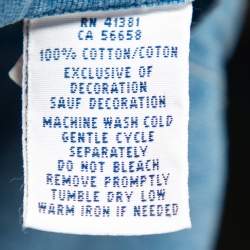 RN 41381
CA 56658
100% COTTON/COTON
EXCLUSIVE OF
DECORATION
SAUF DECORATION
MACHINE WASH COLD
GENTLE CYCLE
SEPARATELY
DO NOT BLEACH
REMOVE PROMPTLY
TUMBLE DRY LOW
WARM IRON IF NEEDED